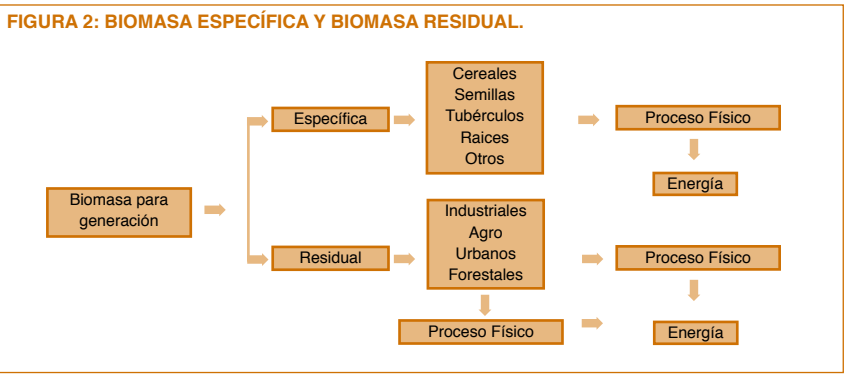 FIGURA 2: BIOMASA ESPECÍFICA Y BIOMASA RESIDUAL.
Biomasa para
generación
Específica
Cereales
Semillas
Tubérculos
Raices
Otros
Proceso Físico
Energía
Residual
Industriales
Agro
Urbanos
Forestales
Proceso Físico
Proceso Físico
Energía